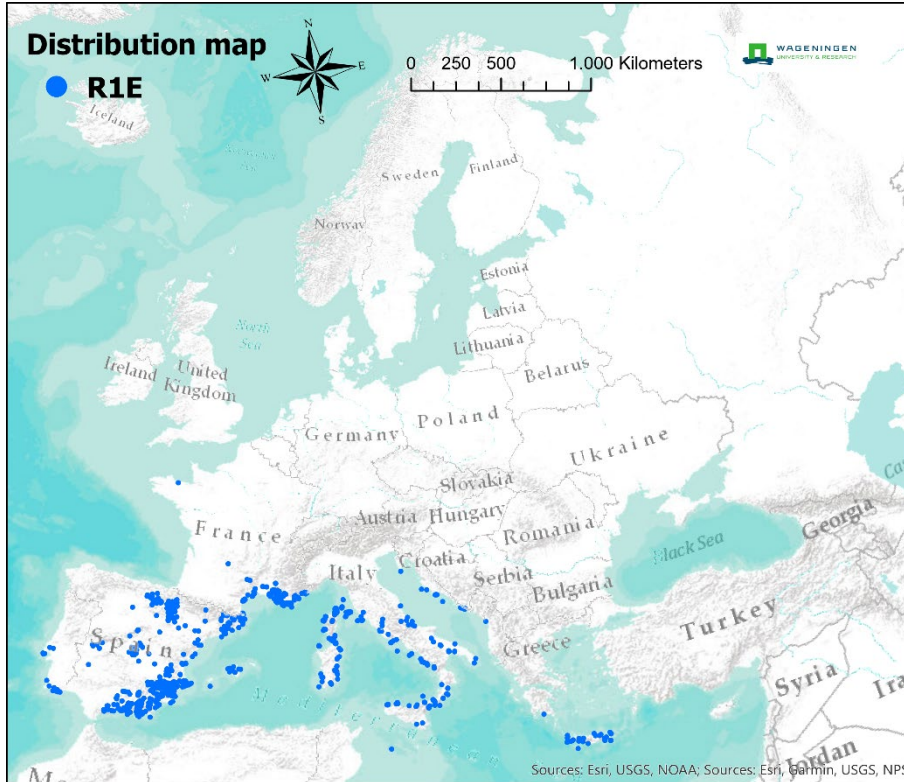 Distribution map
R1E
N
W
E
S
0 250 500 1.000 Kilometers
WAGENINGEN
UNIVERSITY & RESEARCH
Iceland
Sweden
Finland
Norway
Estonia
North
Sea
Latvia
Lithuania
Ireland
United
Kingdom
Belarus
Poland
Germany
Ukraine
Slovakia
Austria
Hungary
France
Romania
Georgia
Croatia
Black Sea
Italy
Serbia
Bulgaria
Spain
Turkey
Greece
Syria
Mediterranean
Jordan
Sources: Esri, USGS, NOAA; Sources: Esri, Garmin, USGS, NPS